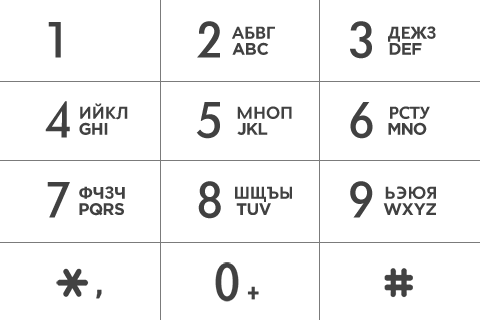 1
2 АБВГ
ABC
3 ДЕЖЗ
DEF
4 ИЙКЛ
GHI
5 МНОП
JKL
6 РСТУ
MNO
7 ФЧЗЧ
PQRS
8 ШЩЪЫ
TUV
9 ЬЭЮЯ
WXYZ
*,
0+
#